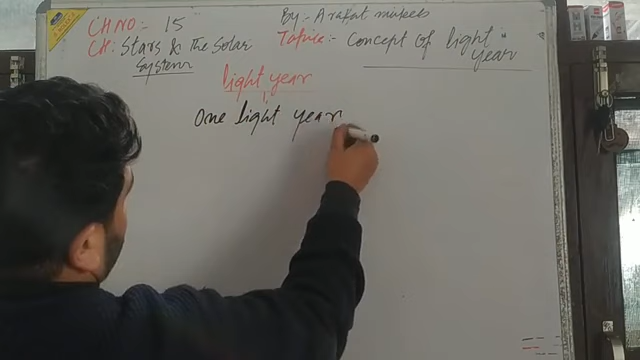 CH NO:- 15
By:- Arafat
CH: Stars & The Solar System
Topic:- Concept Of light year
light year
One light year